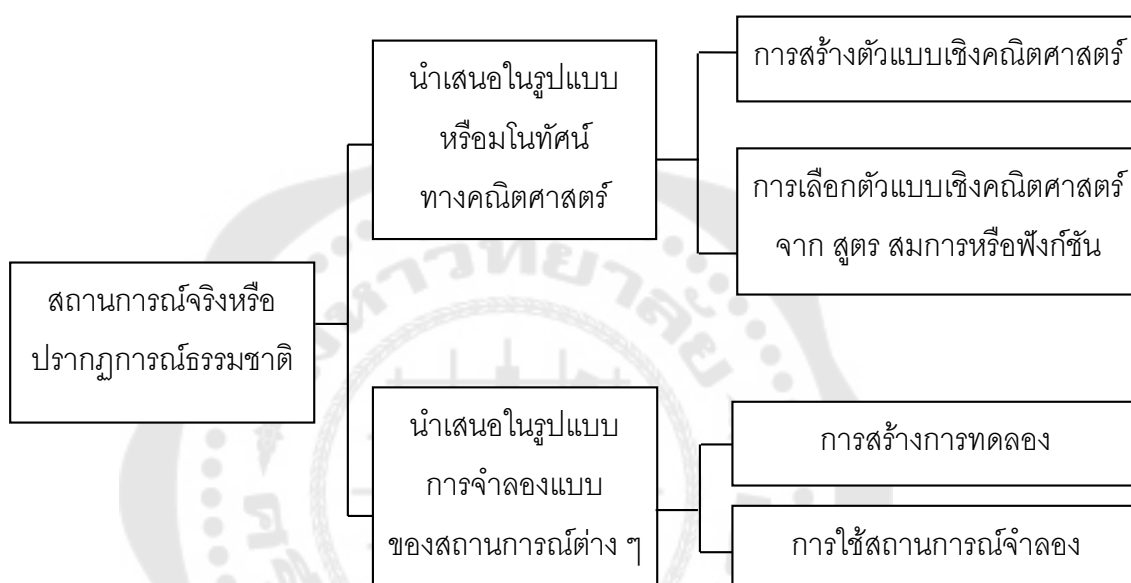 การสร้างตัวแบบเชิงคณิตศาสตร์
นำเสนอในรูปแบบ
หรือมโนทัศน์
ทางคณิตศาสตร์
การเลือกตัวแบบเชิงคณิตศาสตร์
จาก สูตร สมการหรือฟังก์ชัน
สถานการณ์จริงหรือ
ปรากฏการณ์ธรรมชาติ
นำเสนอในรูปแบบ
การจำลองแบบ
ของสถานการณ์ต่าง ๆ
การสร้างการทดลอง
การใช้สถานการณ์จำลอง